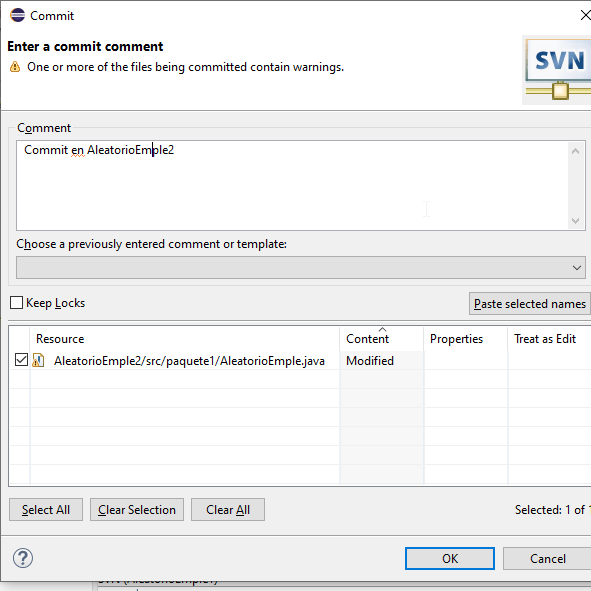 Commit
Enter a commit comment
One or more of the files being committed contain warnings.
SVN
Comment
Commit en AleatorioEmple2
Choose a previously entered comment or template:
Keep Locks
Paste selected names
Resource Content Properties Treat as Edit
AleatorioEmple2/src/paquete1/AleatorioEmple.java Modified
Select All Clear Selection Clear All Selected: 1 of 1
? OK Cancel
SVN (AleatorioEmple1)